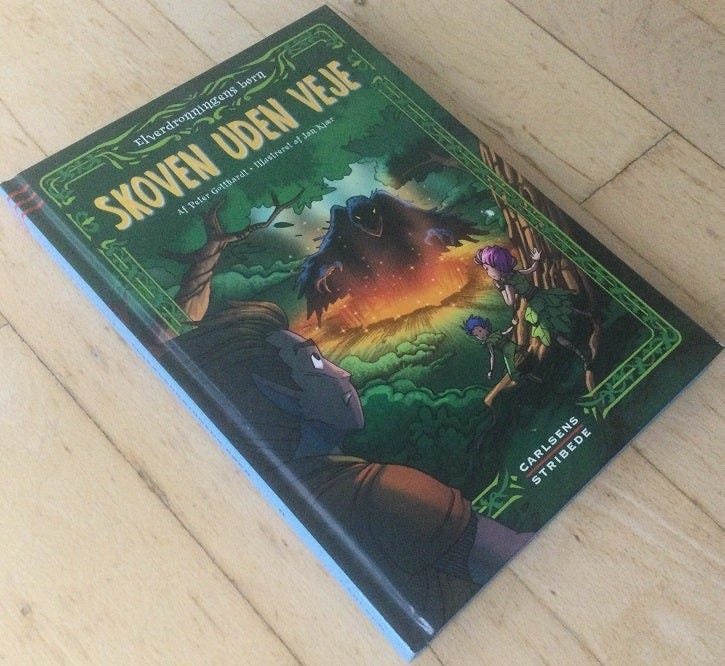 Elverdronningens børn
SKOVEN UDEN VEJE
Af Peter Gotthardt • Illustreret af Jan Kjær
CARLSENS
STRIBEDE